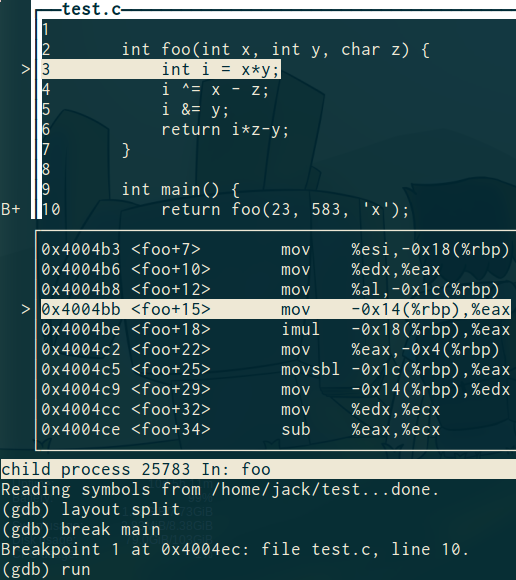 test.c
1
2 int foo(int x, int y, char z) {
> 3 int i = x*y;
4 i ^= x - z;
5 i &= y;
6 return i*z-y;
7 }
8
9 int main() {
B+ 10 return foo(23, 583, 'x');
0x4004b3 <foo+7> mov %esi,-0x18(%rbp)
0x4004b6 <foo+10> mov %edx,%eax
0x4004b8 <foo+12> mov %al,-0x1c(%rbp)
> 0x4004bb <foo+15> mov -0x14(%rbp),%eax
0x4004be <foo+18> imul -0x18(%rbp),%eax
0x4004c2 <foo+22> mov %eax,-0x4(%rbp)
0x4004c5 <foo+25> movsbl -0x1c(%rbp),%eax
0x4004c9 <foo+29> mov -0x14(%rbp),%edx
0x4004cc <foo+32> mov %edx,%ecx
0x4004ce <foo+34> sub %eax,%ecx
child process 25783 In: foo
Reading symbols from /home/jack/test...done.
(gdb) layout split
(gdb) break main
Breakpoint 1 at 0x4004ec: file test.c, line 10.
(gdb) run